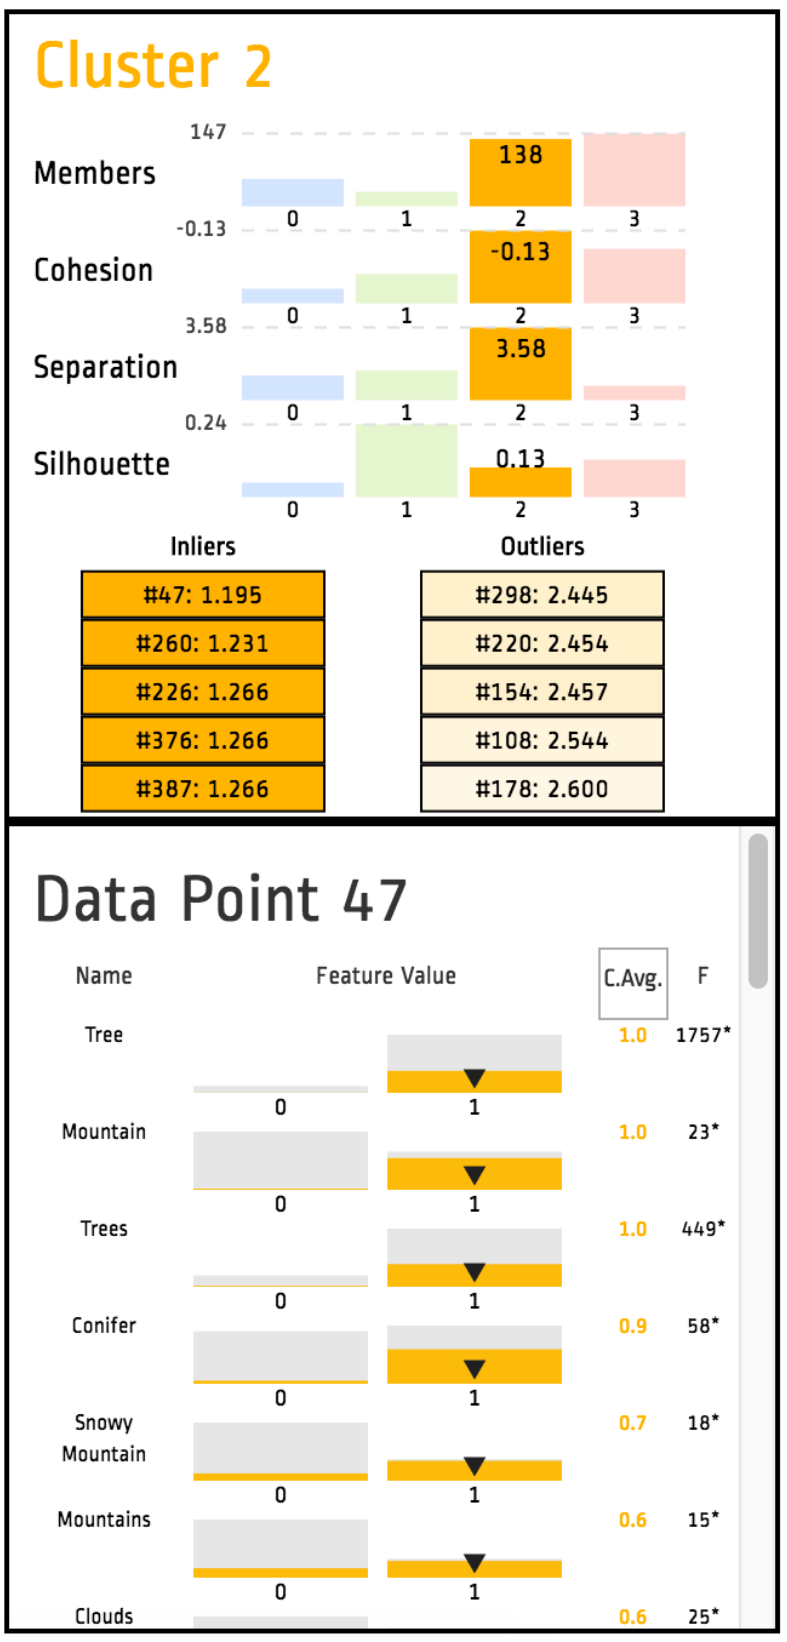 Cluster 2
147
Members
138
0 1 2 3
-0.13
Cohesion
-0.13
0 1 2 3
3.58
Separation
3.58
0 1 2 3
0.24
Silhouette
0.13
0 1 2 3
Inliers Outliers
#47: 1.195 #298: 2.445
#260: 1.231 #220: 2.454
#226: 1.266 #154: 2.457
#376: 1.266 #108: 2.544
#387: 1.266 #178: 2.600
Data Point 47
Name Feature Value C.Avg. F
Tree 1.0 1757*
0 1
Mountain 1.0 23*
0 1
Trees 1.0 449*
0 1
Conifer 0.9 58*
0 1
Snowy 0.7 18*
Mountain
0 1
Mountains 0.6 15*
0 1
Clouds 0.6 25*